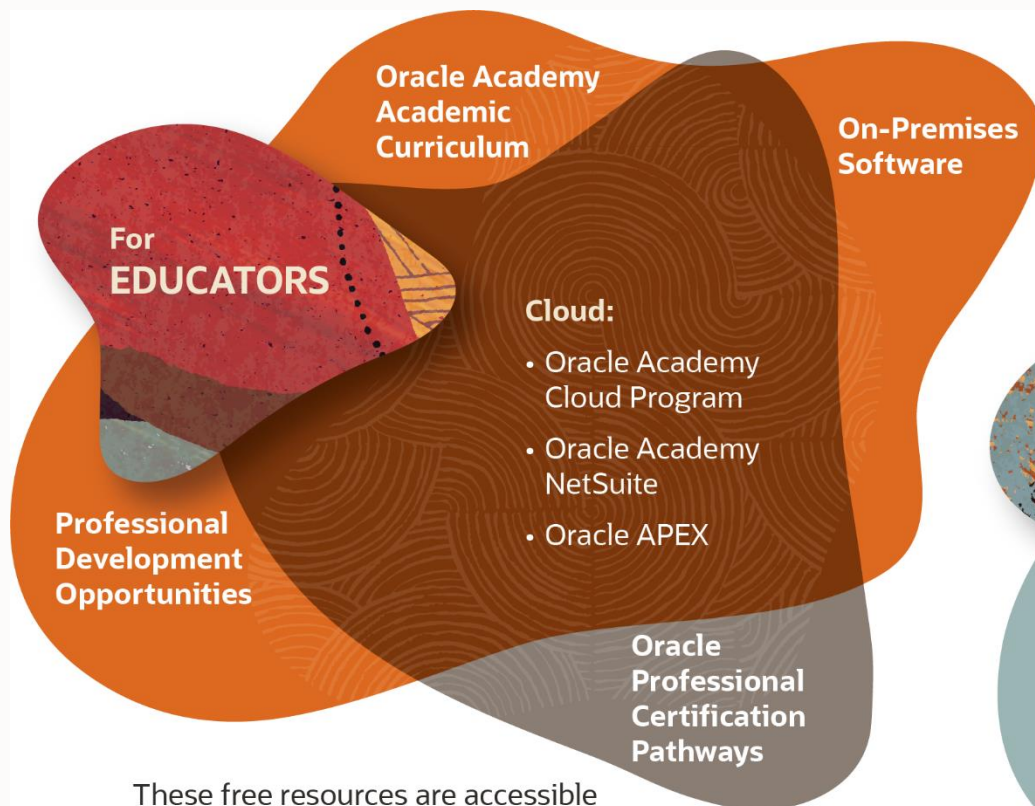 Oracle Academy
Academic
Curriculum
On-Premises
Software
For
EDUCATORS
Cloud:
• Oracle Academy
Cloud Program
• Oracle Academy
NetSuite
• Oracle APEX
Professional
Development
Opportunities
Oracle
Professional
Certification
Pathways
These free resources are accessible